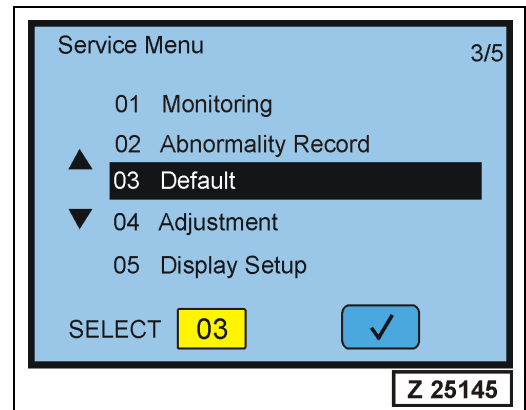 Service Menu 3/5
01 Monitoring
02 Abnormality Record
03 Default
04 Adjustment
05 Display Setup
SELECT 03
Z 25145